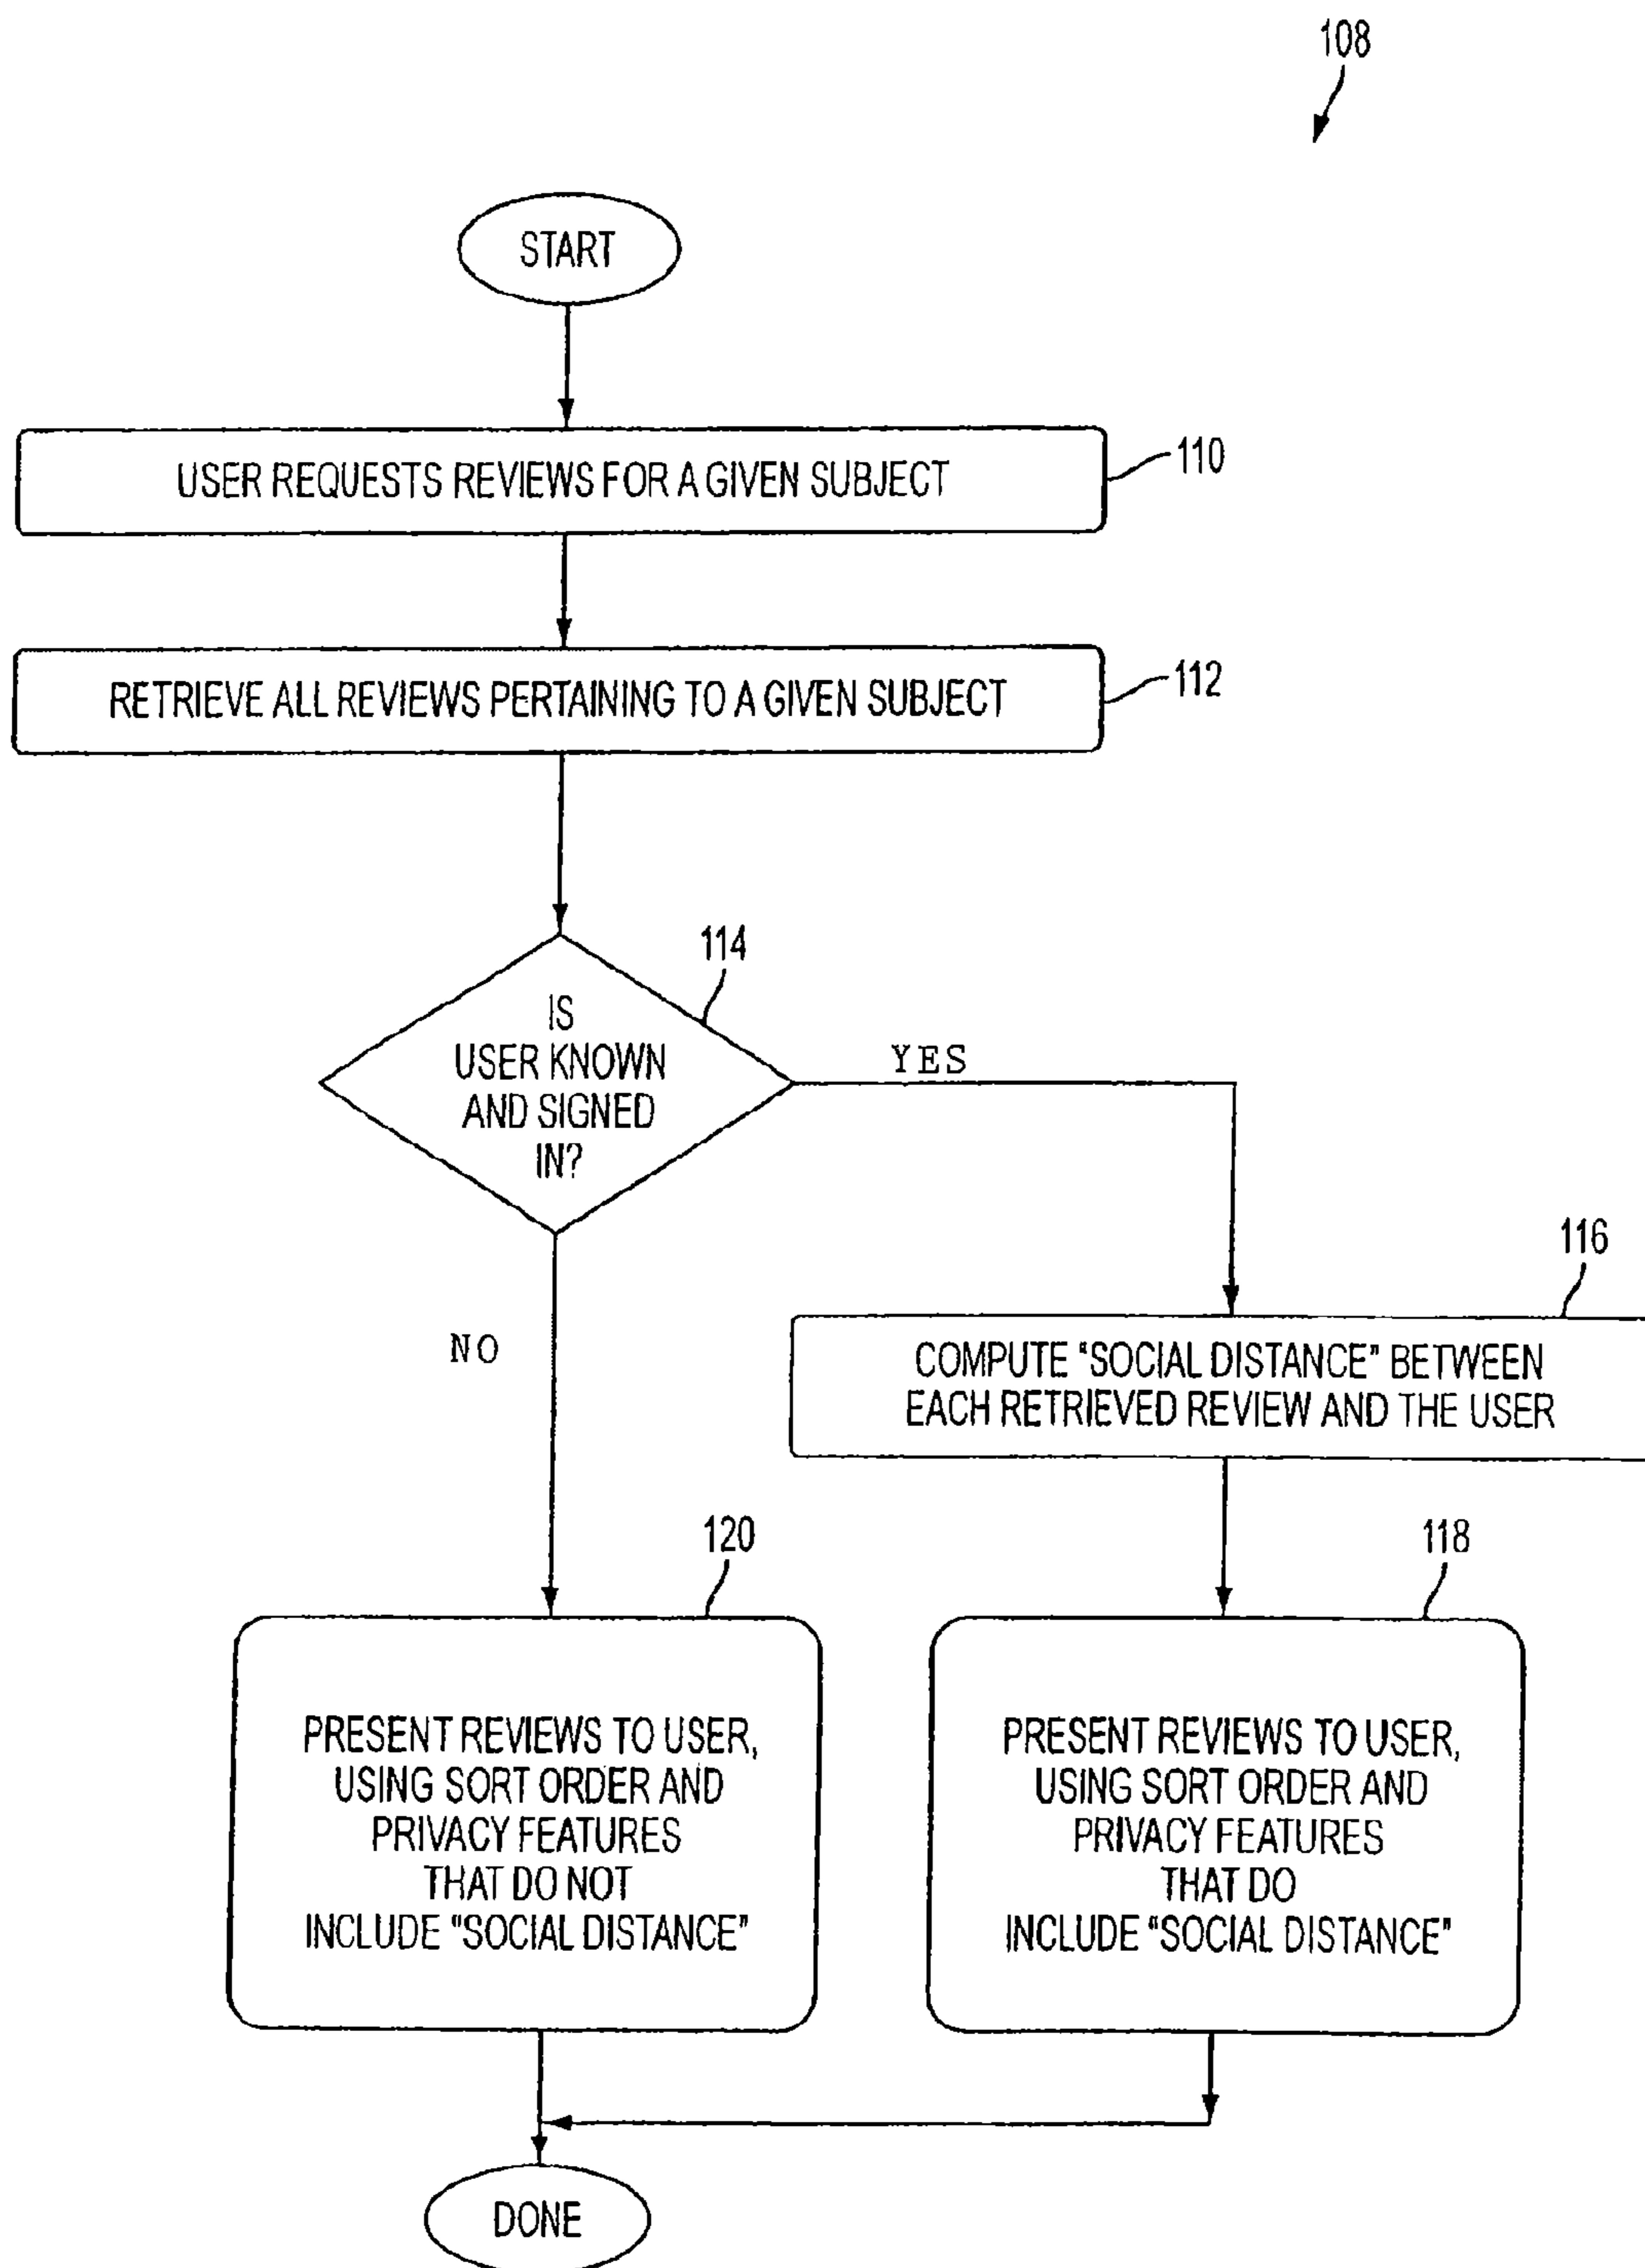 108
START
USER REQUESTS REVIEWS FOR A GIVEN SUBJECT
110
RETRIEVE ALL REVIEWS PERTAINING TO A GIVEN SUBJECT
112
114
IS
USER KNOWN
AND SIGNED
IN?
YES
NO
116
COMPUTE "SOCIAL DISTANCE" BETWEEN
EACH RETRIEVED REVIEW AND THE USER
120
PRESENT REVIEWS TO USER,
USING SORT ORDER AND
PRIVACY FEATURES
THAT DO NOT
INCLUDE "SOCIAL DISTANCE"
118
PRESENT REVIEWS TO USER,
USING SORT ORDER AND
PRIVACY FEATURES
THAT DO
INCLUDE "SOCIAL DISTANCE"
DONE